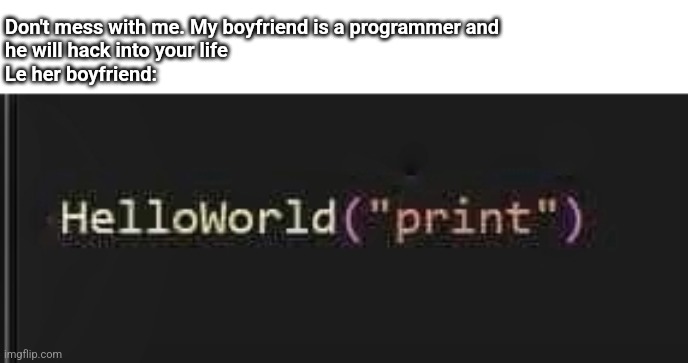 Don't mess with me. My boyfriend is a programmer and
he will hack into your life
Le her boyfriend:
HelloWorld("print")
imgflip.com